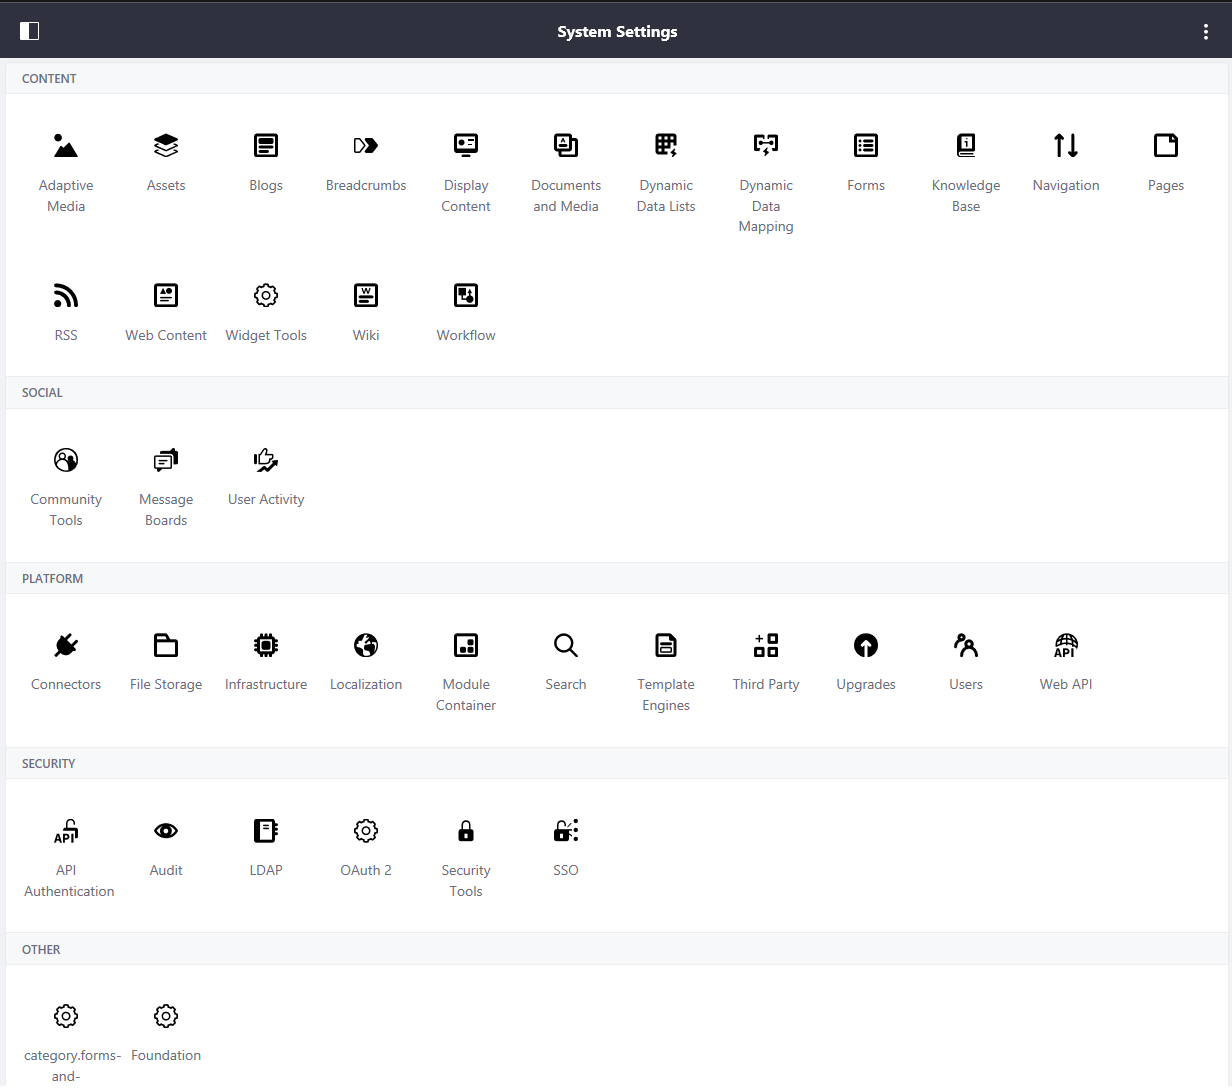 System Settings
CONTENT
Adaptive Media
Assets
Blogs
Breadcrumbs
Display Content
Documents and Media
Dynamic Data Lists
Dynamic Data Mapping
Forms
Knowledge Base
Navigation
Pages
RSS
Web Content
Widget Tools
Wiki
Workflow
SOCIAL
Community Tools
Message Boards
User Activity
PLATFORM
Connectors
File Storage
Infrastructure
Localization
Module Container
Search
Template Engines
Third Party
Upgrades
Users
Web API
SECURITY
API Authentication
Audit
LDAP
OAuth 2
Security Tools
SSO
OTHER
category.forms-and-
Foundation